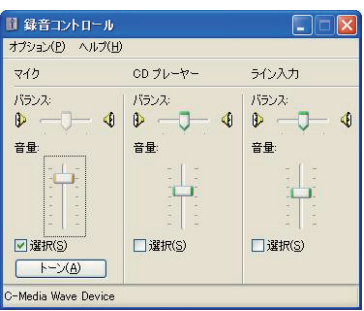 録音コントロール
オプション(P) ヘルプ(H)
マイク CD プレーヤー ライン入力
バランス: バランス: バランス:
音量: 音量: 音量:
選択(S) 選択(S) 選択(S)
トーン(A)
C-Media Wave Device